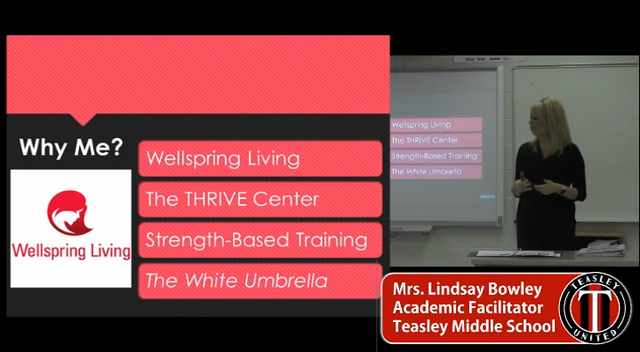 Why Me?
Wellspring Living
Wellspring Living
The THRIVE Center
Strength-Based Training
The White Umbrella
Wellspring Living
The THRIVE Center
Strength-Based Training
The White Umbrella
Mrs. Lindsay Bowley
Academic Facilitator
Teasley Middle School
TEASLEY
T
UNITED